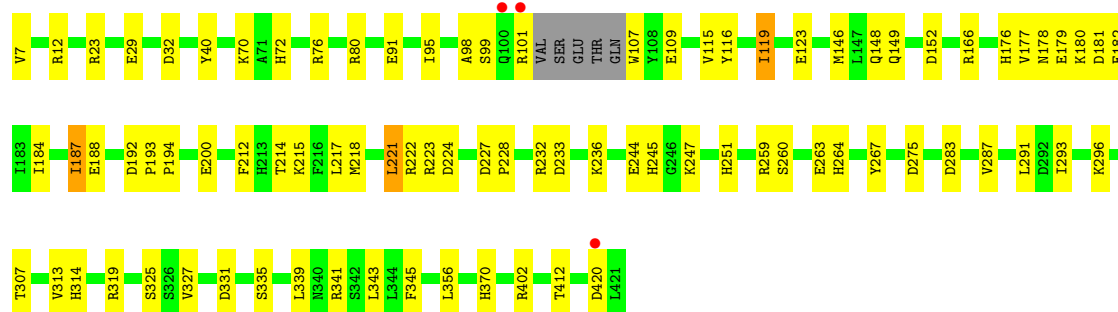 V7 R12 R23 E29 D32 Y40 K70 A71 H72 R76 R80 E91 I95 A98 S99 Q100 R101 VAL SER GLU THR GLN W107 Y108 E109 V115 Y116 I119 E123 M146 L147 Q148 Q149 D152 R166 H176 V177 N178 E179 K180 D181
I183 I184 I187 E188 D192 P193 P194 E200 F212 H213 T214 K215 F216 L217 M218 L221 R222 R223 D224 D227 P228 R232 D233 K236 E244 H245 G246 K247 H251 R259 S260 E263 H264 Y267 D275 D283 V287 L291 D292 I293 K296
T307 V313 H314 R319 S325 S326 V327 D331 S335 L339 N340 R341 S342 L343 L344 F345 L356 H370 R402 T412 D420 L421